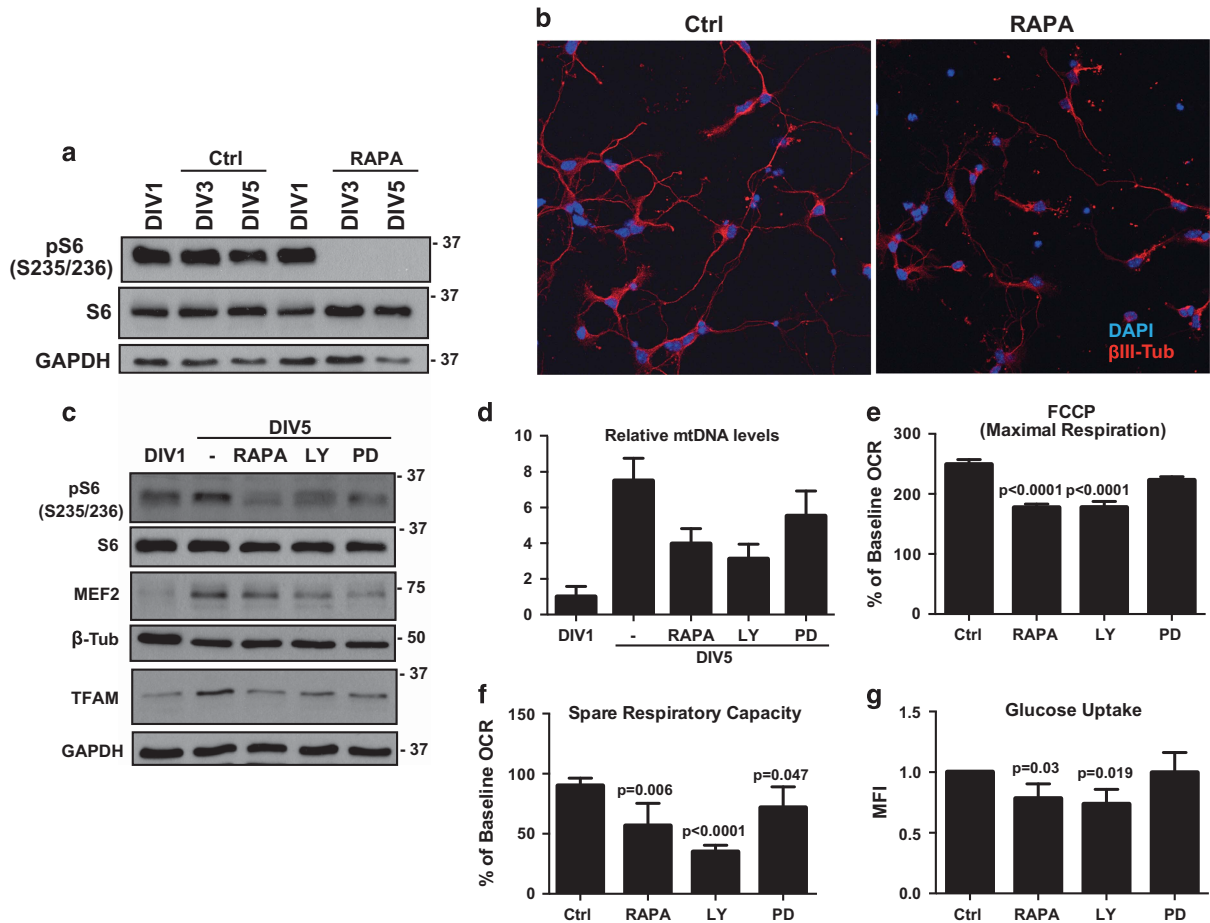 a
Ctrl RAPA
DIV1 DIV3 DIV5 DIV1 DIV3 DIV5
pS6
(S235/236)
- 37
S6
- 37
GAPDH
- 37
b
Ctrl RAPA
DAPI
βIII-Tub
c
DIV5
DIV1 - RAPA LY PD
pS6
(S235/236)
- 37
S6
- 37
MEF2
- 75
β-Tub
- 50
TFAM
- 37
GAPDH
- 37
d
Relative mtDNA levels
10
8
6
4
2
0
DIV1 - RAPA LY PD
DIV5
e
FCCP
(Maximal Respiration)
% of Baseline OCR
300
200
100
0
p<0.0001 p<0.0001
Ctrl RAPA LY PD
f
Spare Respiratory Capacity
% of Baseline OCR
150
100
50
0
p=0.006
p<0.0001
p=0.047
Ctrl RAPA LY PD
g
Glucose Uptake
MFI
1.5
1.0
0.5
0.0
p=0.03 p=0.019
Ctrl RAPA LY PD